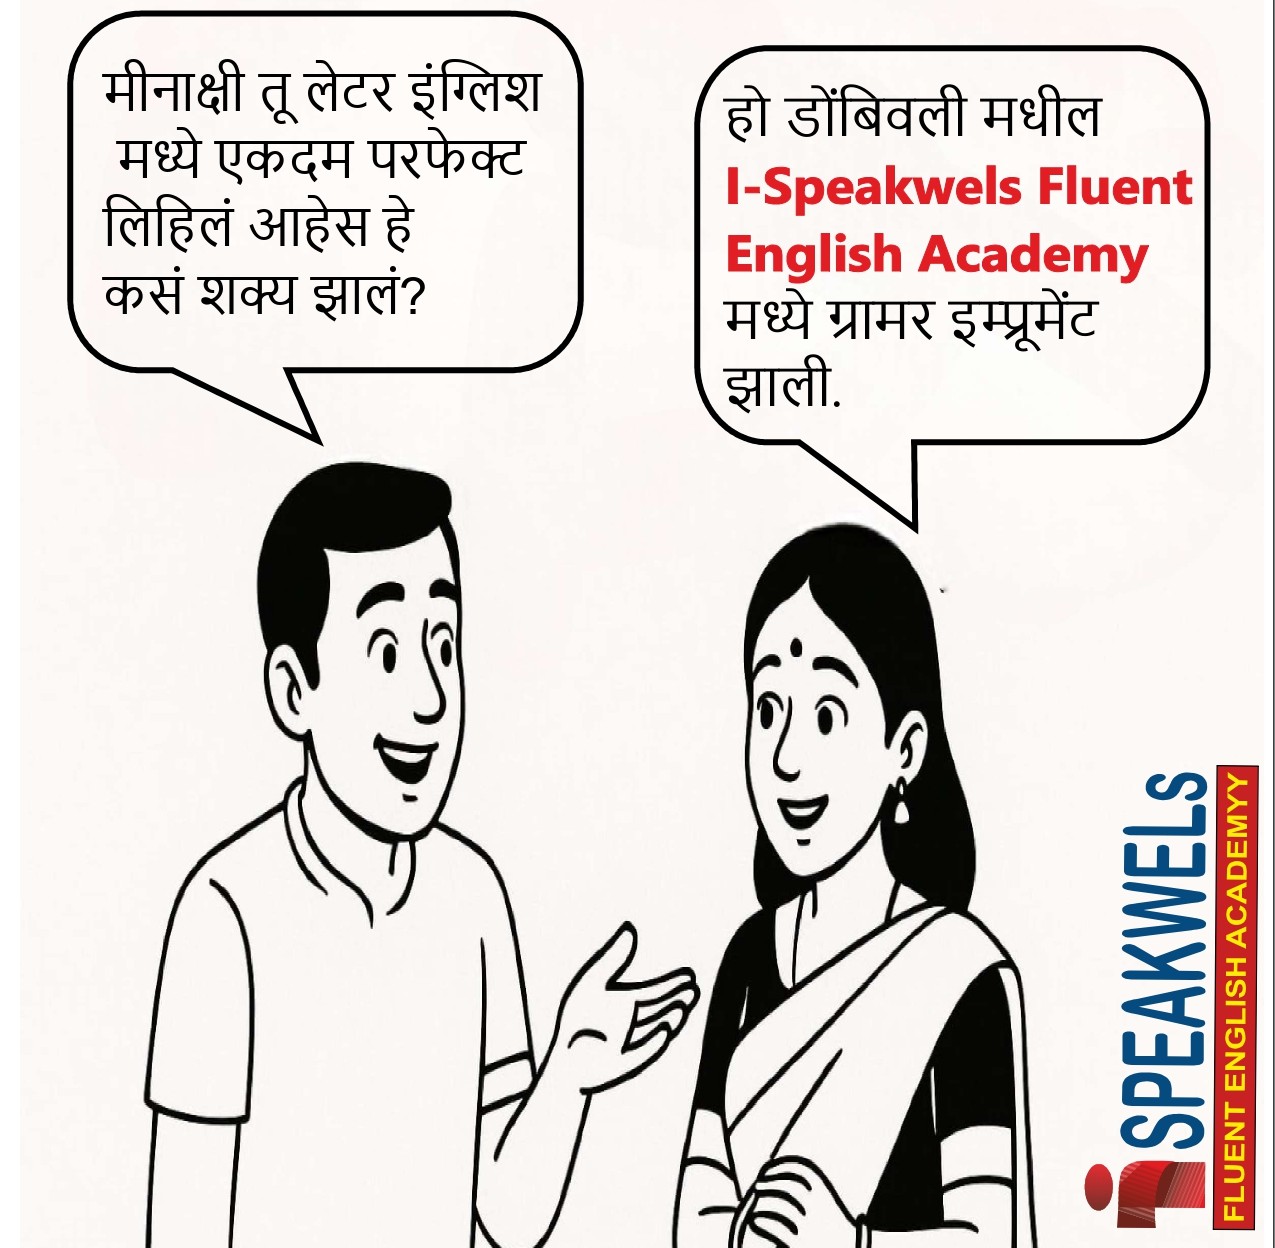 मीनाक्षी तू लेटर इंग्लिश
मध्ये एकदम परफेक्ट
लिहिलं आहेस हे
कसं शक्य झालं?
हो डोंबिवली मधील
I-Speakwels Fluent
English Academy
मध्ये ग्रामर इम्प्रूमेंट
झाली.
SPEAKWELS
FLUENT ENGLISH ACADEMYY